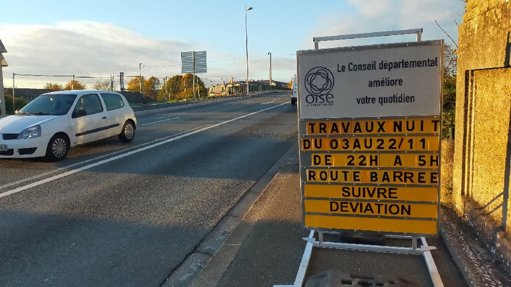 Le Conseil départemental
améliore
votre quotidien
OISE
TRAVAUX NUIT
DU 03AU22/11
DE 22H A 5H
ROUTE BARREE
SUIVRE
DEVIATION